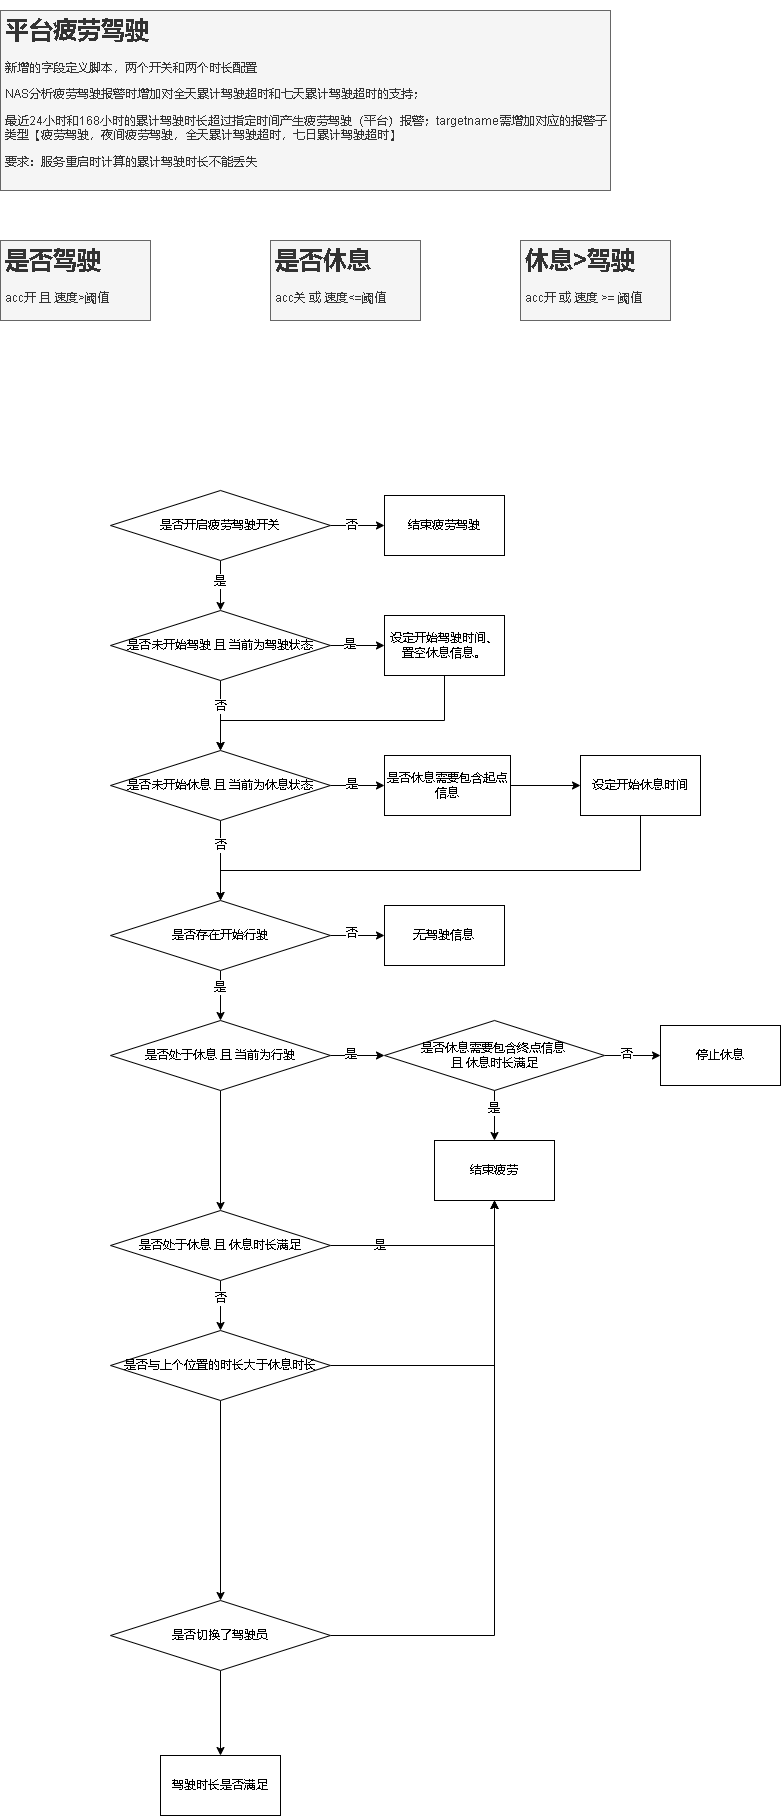 平台疲劳驾驶
新增的字段定义脚本，两个开关和两个时长配置
NAS分析疲劳驾驶报警时增加对全天累计驾驶超时和七天累计驾驶超时的支持；
最近24小时和168小时的累计驾驶时长超过指定时间产生疲劳驾驶（平台）报警；targetname需增加对应的报警子
类型【疲劳驾驶，夜间疲劳驾驶，全天累计驾驶超时，七日累计驾驶超时】
要求：服务重启时计算的累计驾驶时长不能丢失
是否驾驶
acc开 且 速度>阈值
是否休息
acc关 或 速度<=阈值
休息>驾驶
acc开 或 速度 >= 阈值
是否开启疲劳驾驶开关
否
结束疲劳驾驶
是
是否未开始驾驶 且 当前为驾驶状态
是
设定开始驾驶时间、
置空休息信息。
否
是否未开始休息 且 当前为休息状态
是
是否休息需要包含起点
信息
设定开始休息时间
否
是否存在开始行驶
否
无驾驶信息
是
是否处于休息 且 当前为行驶
是
是否休息需要包含终点信息
且 休息时长满足
否
停止休息
是
结束疲劳
是否处于休息 且 休息时长满足
是
否
是否与上个位置的时长大于休息时长
是否切换了驾驶员
驾驶时长是否满足